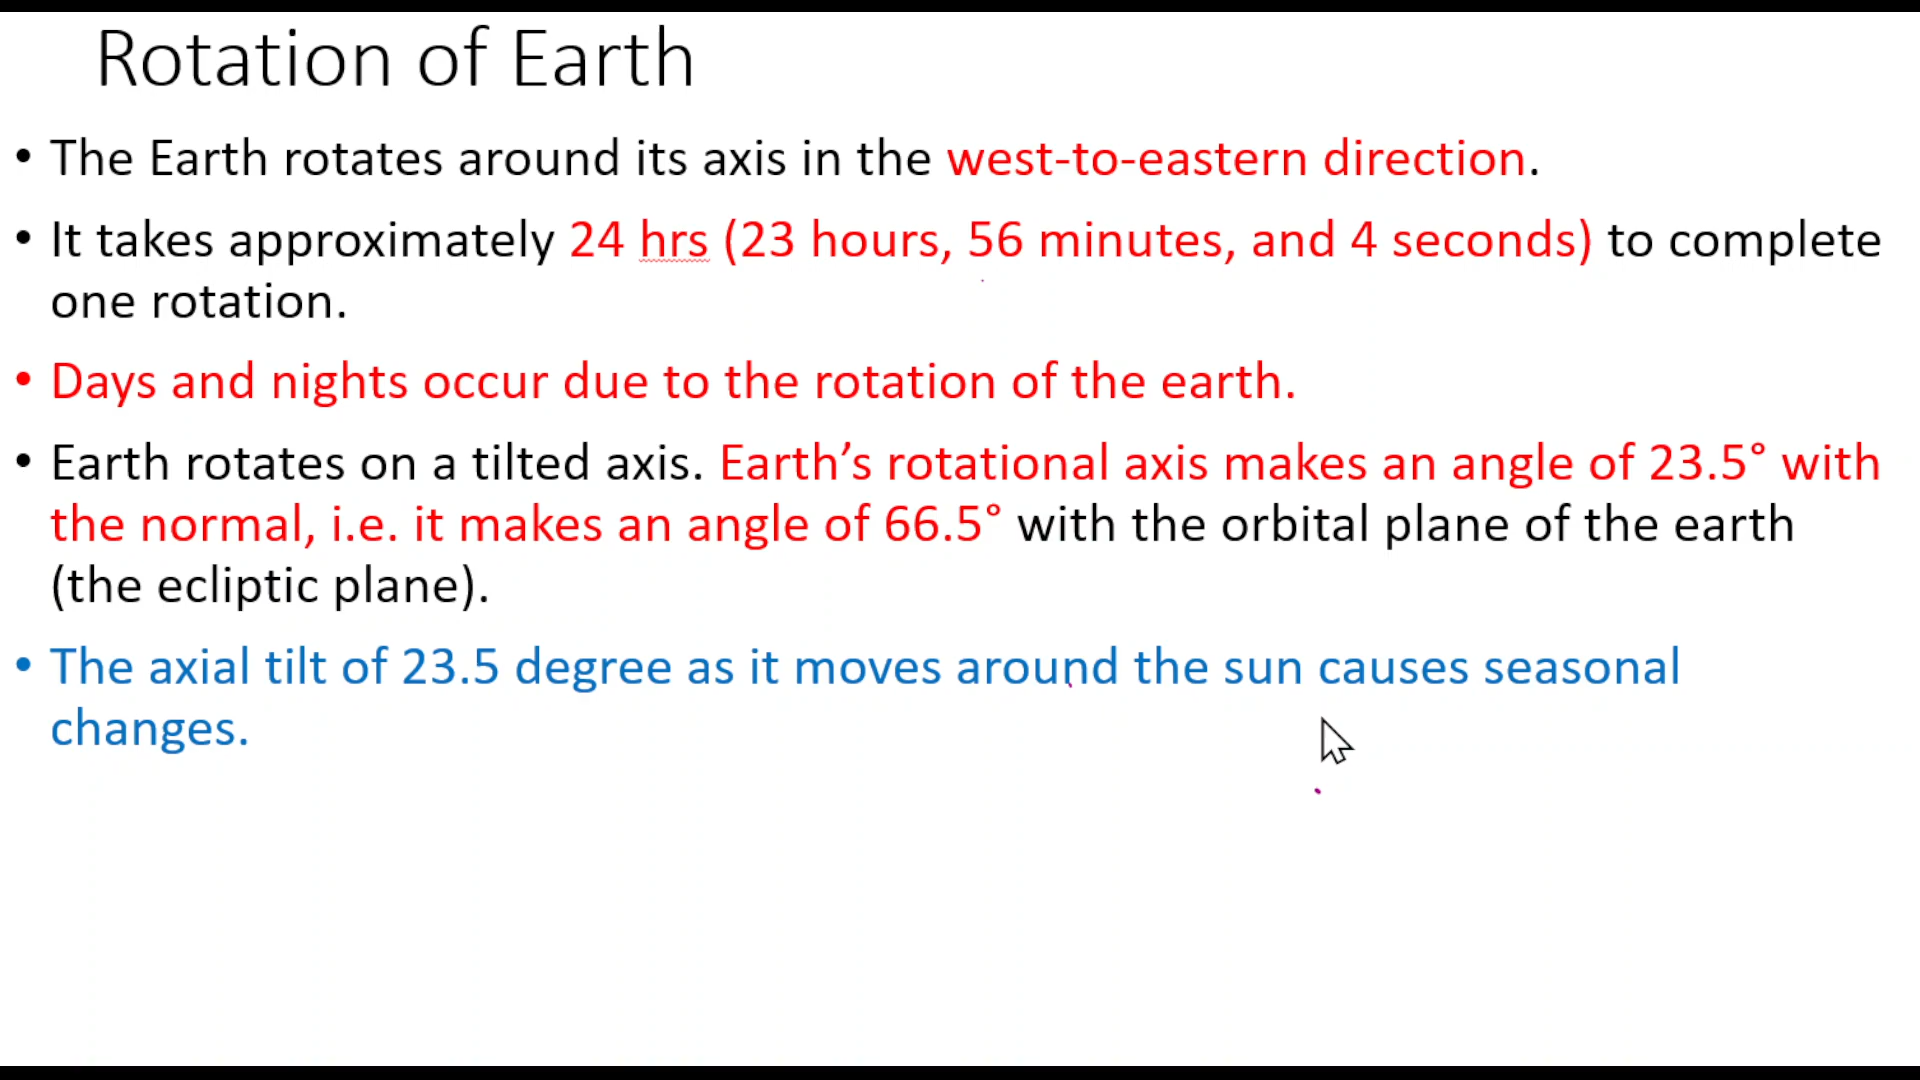 Rotation of Earth
• The Earth rotates around its axis in the west-to-eastern direction.
• It takes approximately 24 hrs (23 hours, 56 minutes, and 4 seconds) to complete
one rotation.
• Days and nights occur due to the rotation of the earth.
• Earth rotates on a tilted axis. Earth’s rotational axis makes an angle of 23.5° with
the normal, i.e. it makes an angle of 66.5° with the orbital plane of the earth
(the ecliptic plane).
• The axial tilt of 23.5 degree as it moves around the sun causes seasonal
changes.